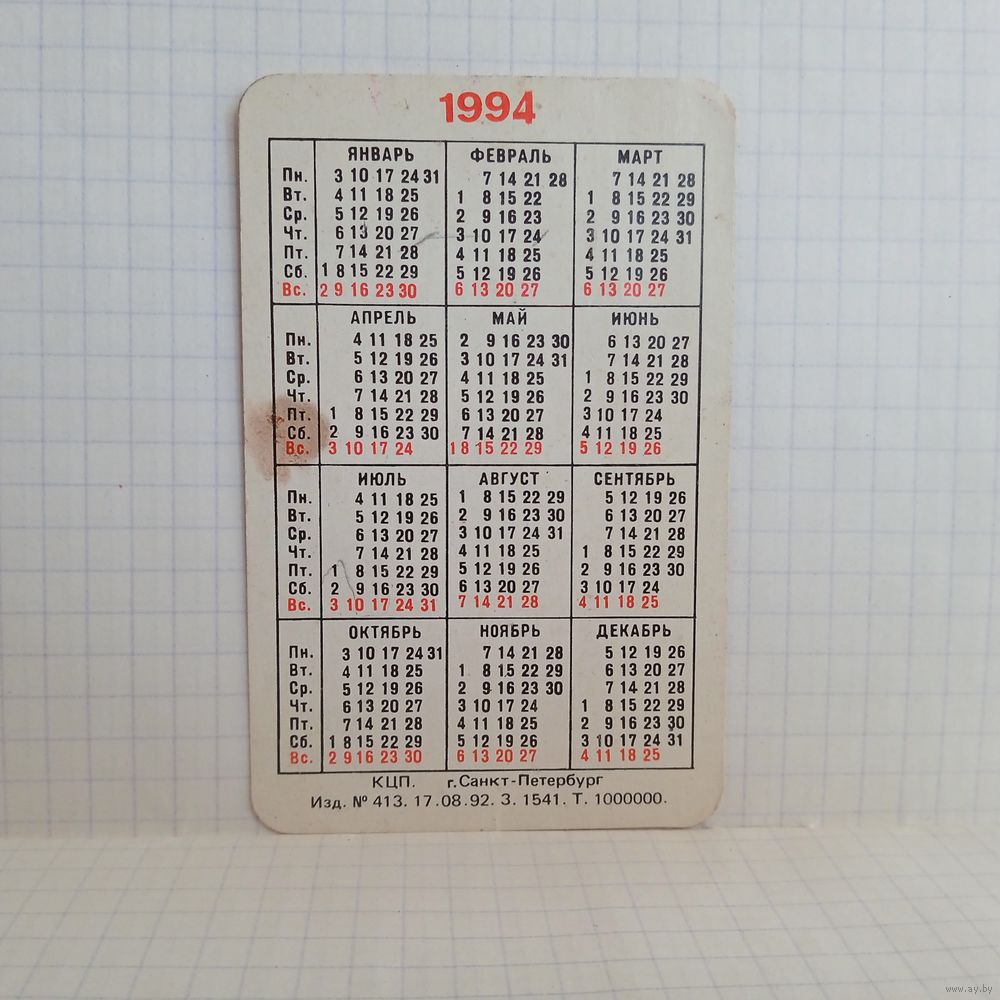 1994
ЯНВАРЬ ФЕВРАЛЬ МАРТ
Пн. 3 10 17 24 31 7 14 21 28 7 14 21 28
Вт. 4 11 18 25 1 8 15 22 1 8 15 22 29
Ср. 5 12 19 26 2 9 16 23 2 9 16 23 30
Чт. 6 13 20 27 3 10 17 24 3 10 17 24 31
Пт. 7 14 21 28 4 11 18 25 4 11 18 25
Сб. 1 8 15 22 29 5 12 19 26 5 12 19 26
Вс. 2 9 16 23 30 6 13 20 27 6 13 20 27
АПРЕЛЬ МАЙ ИЮНЬ
Пн. 4 11 18 25 2 9 16 23 30 6 13 20 27
Вт. 5 12 19 26 3 10 17 24 31 7 14 21 28
Ср. 6 13 20 27 4 11 18 25 1 8 15 22 29
Чт. 7 14 21 28 5 12 19 26 2 9 16 23 30
Пт. 1 8 15 22 29 6 13 20 27 3 10 17 24
Сб. 2 9 16 23 30 7 14 21 28 4 11 18 25
Вс. 3 10 17 24 1 8 15 22 29 5 12 19 26
ИЮЛЬ АВГУСТ СЕНТЯБРЬ
Пн. 4 11 18 25 1 8 15 22 29 5 12 19 26
Вт. 5 12 19 26 2 9 16 23 30 6 13 20 27
Ср. 6 13 20 27 3 10 17 24 31 7 14 21 28
Чт. 7 14 21 28 4 11 18 25 1 8 15 22 29
Пт. 1 8 15 22 29 5 12 19 26 2 9 16 23 30
Сб. 2 9 16 23 30 6 13 20 27 3 10 17 24
Вс. 3 10 17 24 31 7 14 21 28 4 11 18 25
ОКТЯБРЬ НОЯБРЬ ДЕКАБРЬ
Пн. 3 10 17 24 31 7 14 21 28 5 12 19 26
Вт. 4 11 18 25 1 8 15 22 29 6 13 20 27
Ср. 5 12 19 26 2 9 16 23 30 7 14 21 28
Чт. 6 13 20 27 3 10 17 24 1 8 15 22 29
Пт. 7 14 21 28 4 11 18 25 2 9 16 23 30
Сб. 1 8 15 22 29 5 12 19 26 3 10 17 24 31
Вс. 2 9 16 23 30 6 13 20 27 4 11 18 25
КЦП. г.Санкт-Петербург
Изд. № 413. 17.08.92. З. 1541. Т. 1000000.
www.ay.by